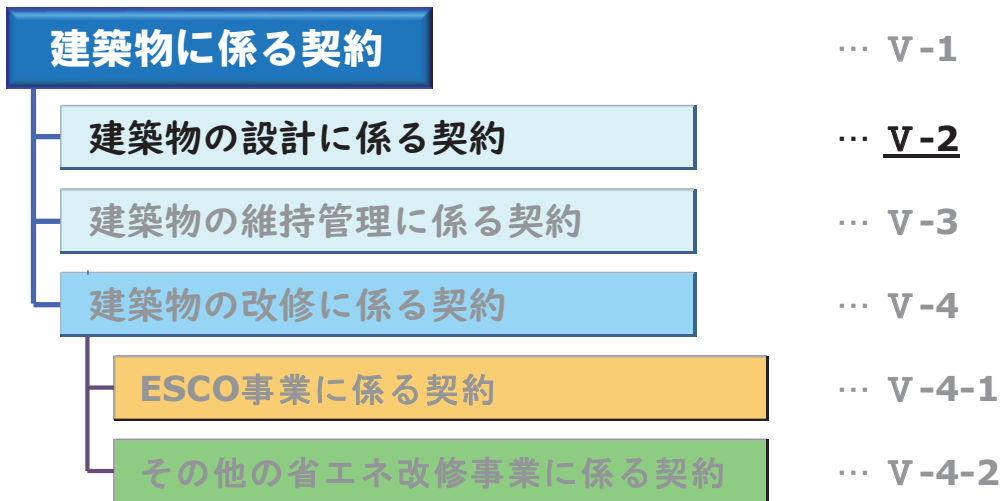 建築物に係る契約 … Ⅴ-1
建築物の設計に係る契約 … Ⅴ-2
建築物の維持管理に係る契約 … Ⅴ-3
建築物の改修に係る契約 … Ⅴ-4
ESCO事業に係る契約 … Ⅴ-4-1
その他の省エネ改修事業に係る契約 … Ⅴ-4-2